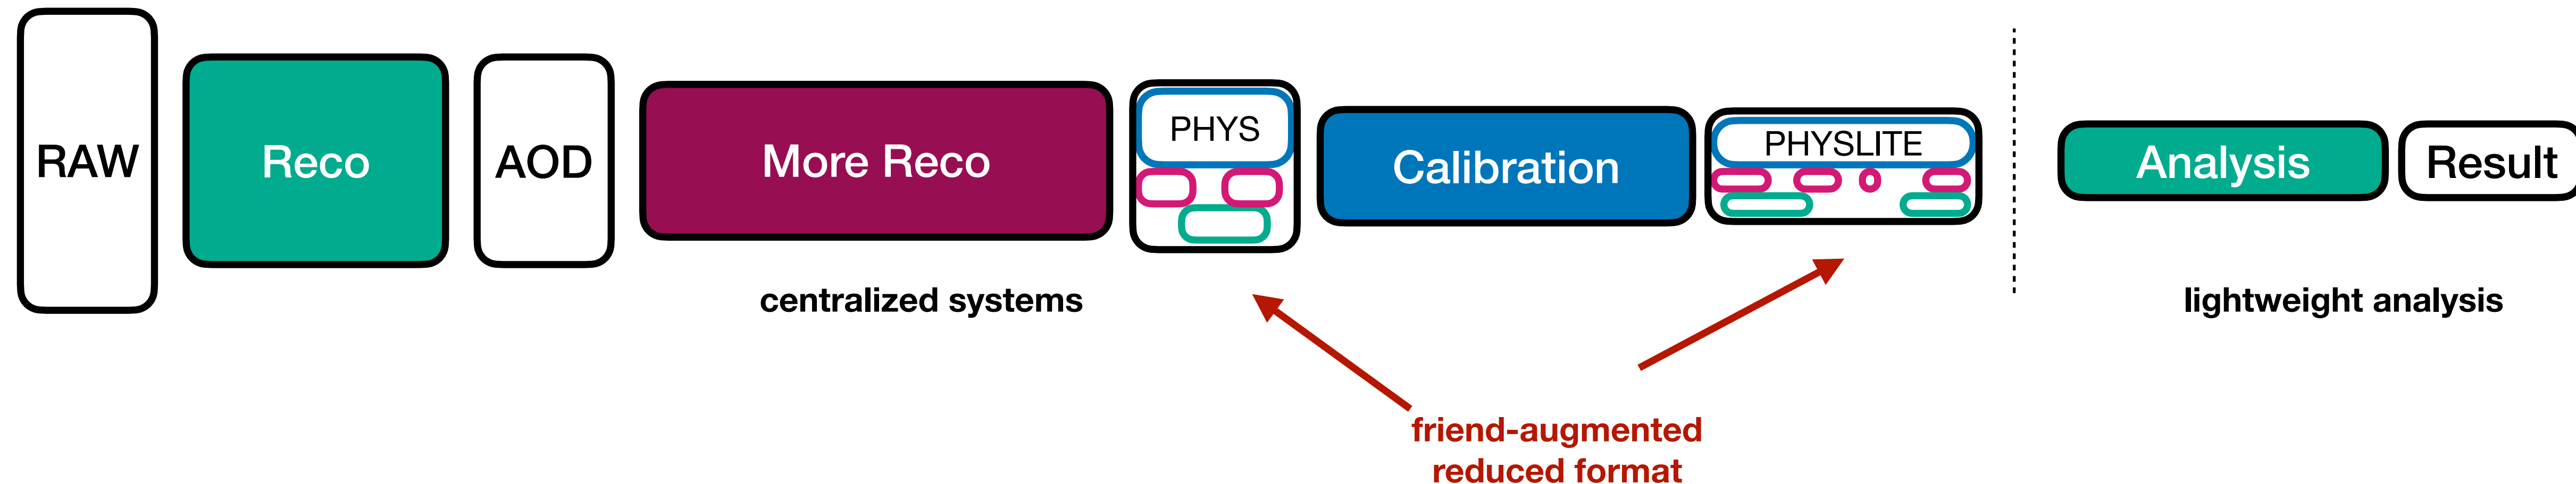 RAW
Reco
AOD
More Reco
PHYS
Calibration
PHYSLITE
Analysis
Result
centralized systems
lightweight analysis
friend-augmented
reduced format